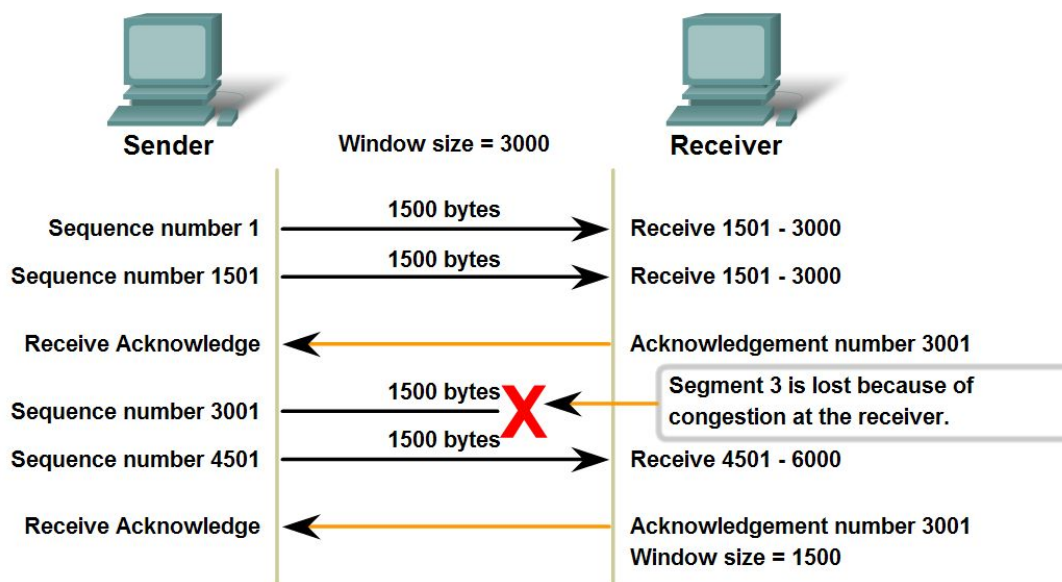 Sender
Window size = 3000
Receiver
1500 bytes
Sequence number 1
Receive 1501 - 3000
1500 bytes
Sequence number 1501
Receive 1501 - 3000
Receive Acknowledge
Acknowledgement number 3001
1500 bytes
Segment 3 is lost because of
congestion at the receiver.
Sequence number 3001
X
1500 bytes
Sequence number 4501
Receive 4501 - 6000
Receive Acknowledge
Acknowledgement number 3001
Window size = 1500